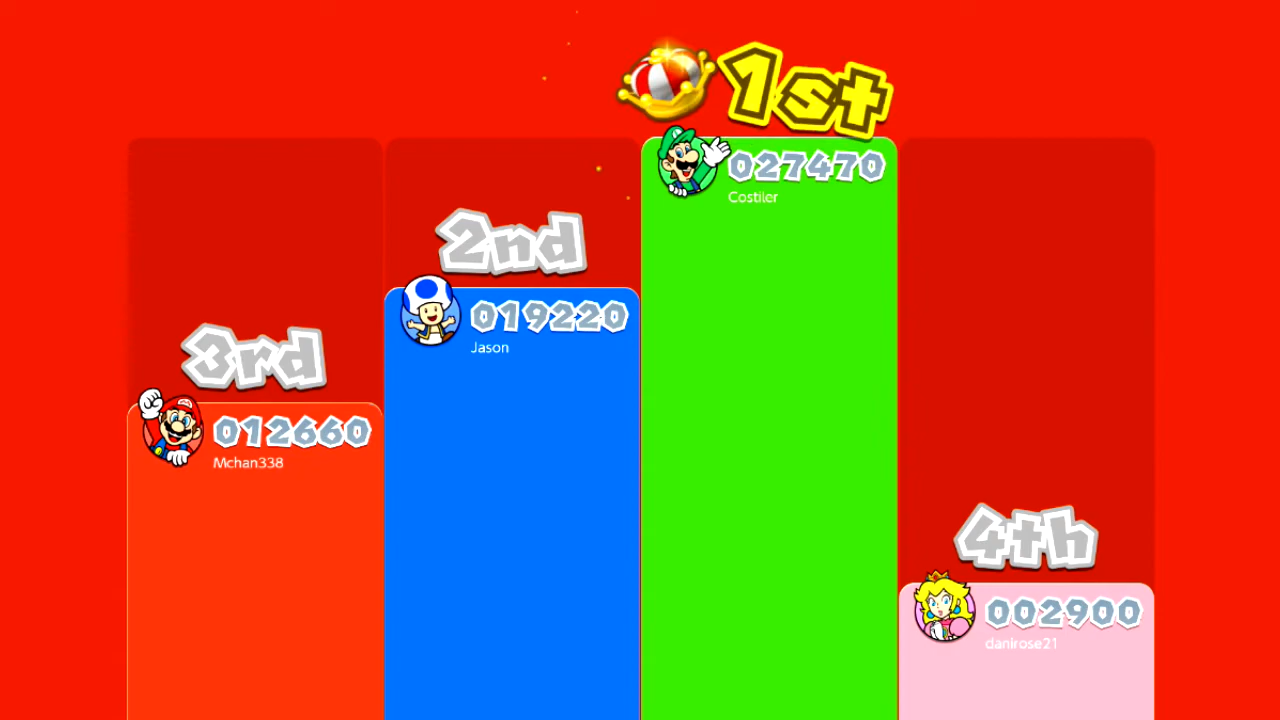 1st
027470
Costiler
2nd
019220
Jason
3rd
012660
Mchan338
4th
002900
danirose21